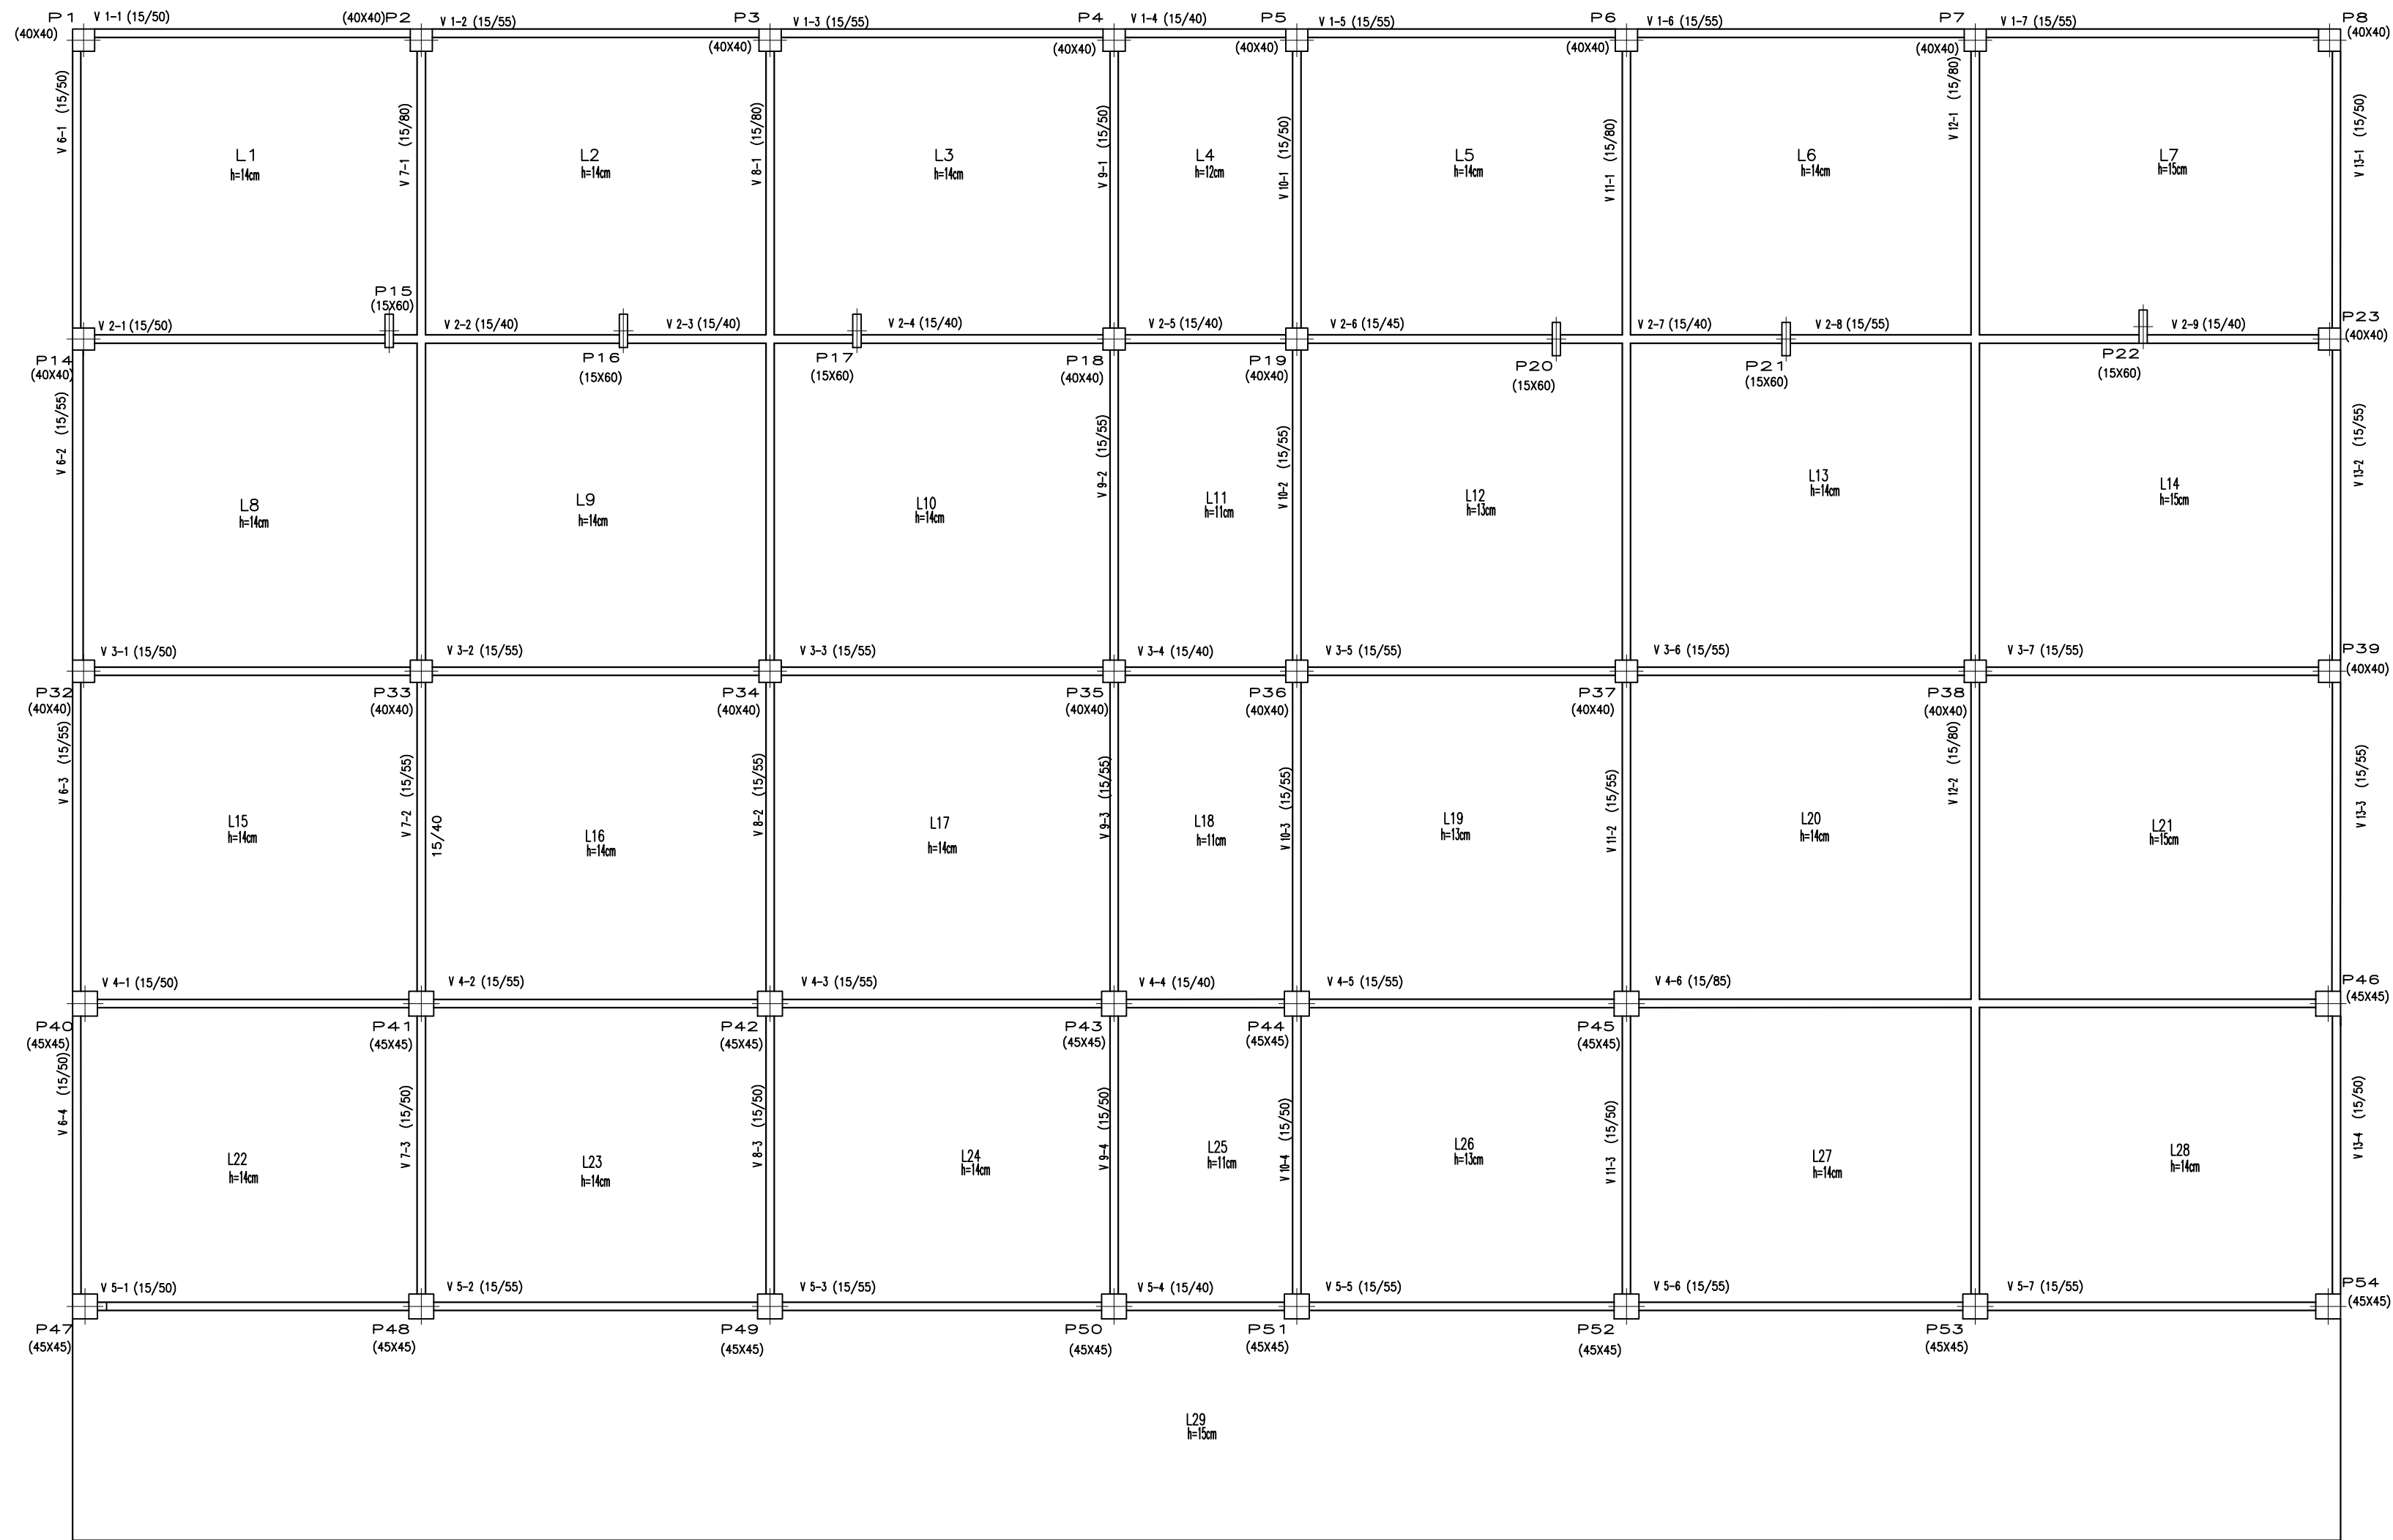 P1
V 1-1 (15/50)
(40X40)
(40X40)P2
V 1-2 (15/55)
P3
(40X40)
V 1-3 (15/55)
P4
(40X40)
V 1-4 (15/40)
P5
(40X40)
V 1-5 (15/55)
P6
(40X40)
V 1-6 (15/55)
P7
(40X40)
V 1-7 (15/55)
P8
(40X40)
V 6-1 (15/50)
L1
h=14cm
V 7-1 (15/80)
L2
h=14cm
V 8-1 (15/80)
L3
h=14cm
V 9-1 (15/50)
L4
h=12cm
V 10-1 (15/50)
L5
h=14cm
V 11-1 (15/80)
L6
h=14cm
V 12-1 (15/80)
L7
h=15cm
V 13-1 (15/50)
P14
(40X40)
V 2-1 (15/50)
P15
(15X60)
V 2-2 (15/40)
P16
(15X60)
V 2-3 (15/40)
P17
(15X60)
V 2-4 (15/40)
P18
(40X40)
V 2-5 (15/40)
P19
(40X40)
V 2-6 (15/45)
P20
(15X60)
V 2-7 (15/40)
P21
(15X60)
V 2-8 (15/55)
P22
(15X60)
V 2-9 (15/40)
P23
(40X40)
V 6-2 (15/55)
L8
h=14cm
L9
h=14cm
L10
h=14cm
V 9-2 (15/55)
L11
h=11cm
V 10-2 (15/55)
L12
h=13cm
L13
h=14cm
L14
h=15cm
V 13-2 (15/55)
V 3-1 (15/50)
V 3-2 (15/55)
V 3-3 (15/55)
V 3-4 (15/40)
V 3-5 (15/55)
V 3-6 (15/55)
V 3-7 (15/55)
P32
(40X40)
P33
(40X40)
P34
(40X40)
P35
(40X40)
P36
(40X40)
P37
(40X40)
P38
(40X40)
P39
(40X40)
V 6-3 (15/55)
L15
h=14cm
V 7-2 (15/55)
15/40
L16
h=14cm
V 8-2 (15/55)
L17
h=14cm
V 9-3 (15/55)
L18
h=11cm
V 10-3 (15/55)
L19
h=13cm
V 11-2 (15/55)
L20
h=14cm
V 12-2 (15/80)
L21
h=15cm
V 13-3 (15/55)
V 4-1 (15/50)
V 4-2 (15/55)
V 4-3 (15/55)
V 4-4 (15/40)
V 4-5 (15/55)
V 4-6 (15/85)
P40
(45X45)
P41
(45X45)
P42
(45X45)
P43
(45X45)
P44
(45X45)
P45
(45X45)
P46
(45X45)
V 6-4 (15/50)
L22
h=14cm
V 7-3 (15/50)
L23
h=14cm
V 8-3 (15/50)
L24
h=14cm
V 9-4 (15/50)
L25
h=11cm
V 10-4 (15/50)
L26
h=13cm
V 11-3 (15/50)
L27
h=14cm
L28
h=14cm
V 13-4 (15/50)
V 5-1 (15/50)
V 5-2 (15/55)
V 5-3 (15/55)
V 5-4 (15/40)
V 5-5 (15/55)
V 5-6 (15/55)
V 5-7 (15/55)
P47
(45X45)
P48
(45X45)
P49
(45X45)
P50
(45X45)
P51
(45X45)
P52
(45X45)
P53
(45X45)
P54
(45X45)
L29
h=15cm